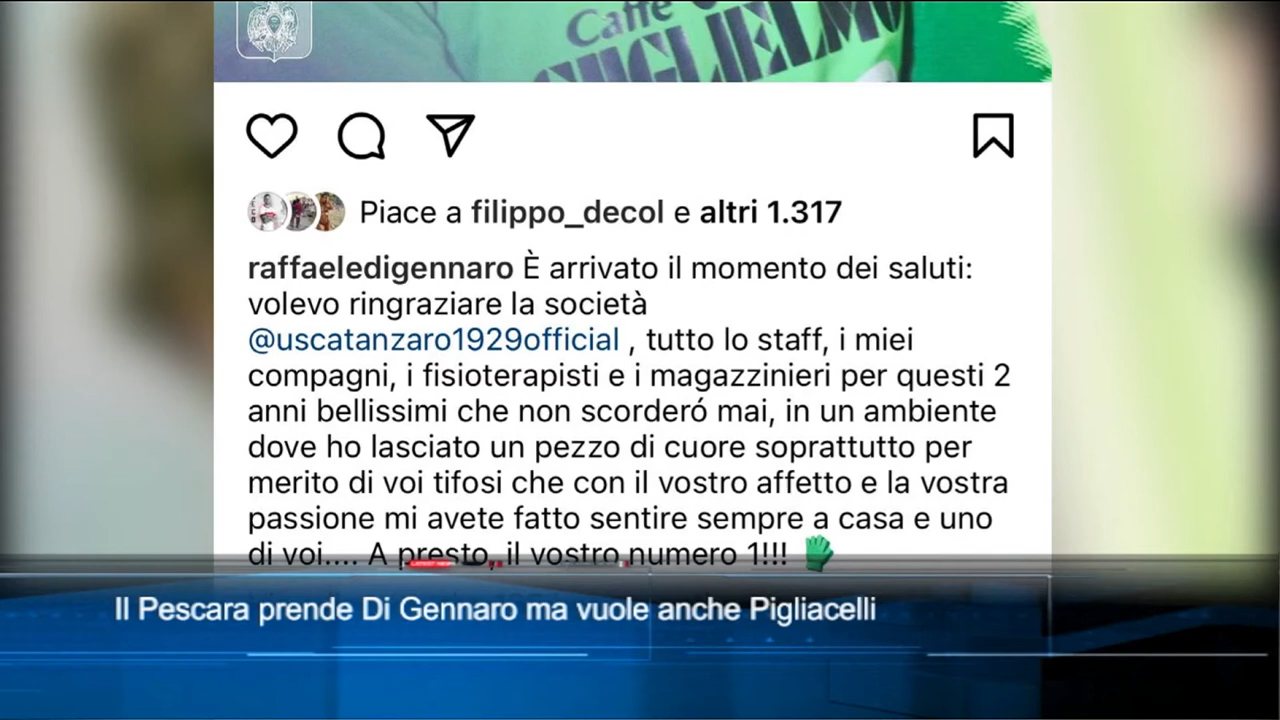 Caffè
GUGLIELMO
Piace a filippo_decol e altri 1.317
raffaeledigennaro È arrivato il momento dei saluti:
volevo ringraziare la società
@uscatanzaro1929official , tutto lo staff, i miei
compagni, i fisioterapisti e i magazzinieri per questi 2
anni bellissimi che non scorderó mai, in un ambiente
dove ho lasciato un pezzo di cuore soprattutto per
merito di voi tifosi che con il vostro affetto e la vostra
passione mi avete fatto sentire sempre a casa e uno
di voi.... A presto, il vostro numero 1!!!
LATEST NEWS
Il Pescara prende Di Gennaro ma vuole anche Pigliacelli